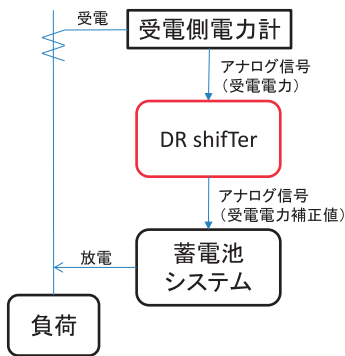 受電
受電側電力計
アナログ信号
（受電電力）
DR shifTer
アナログ信号
（受電電力補正値）
放電
蓄電池
システム
負荷